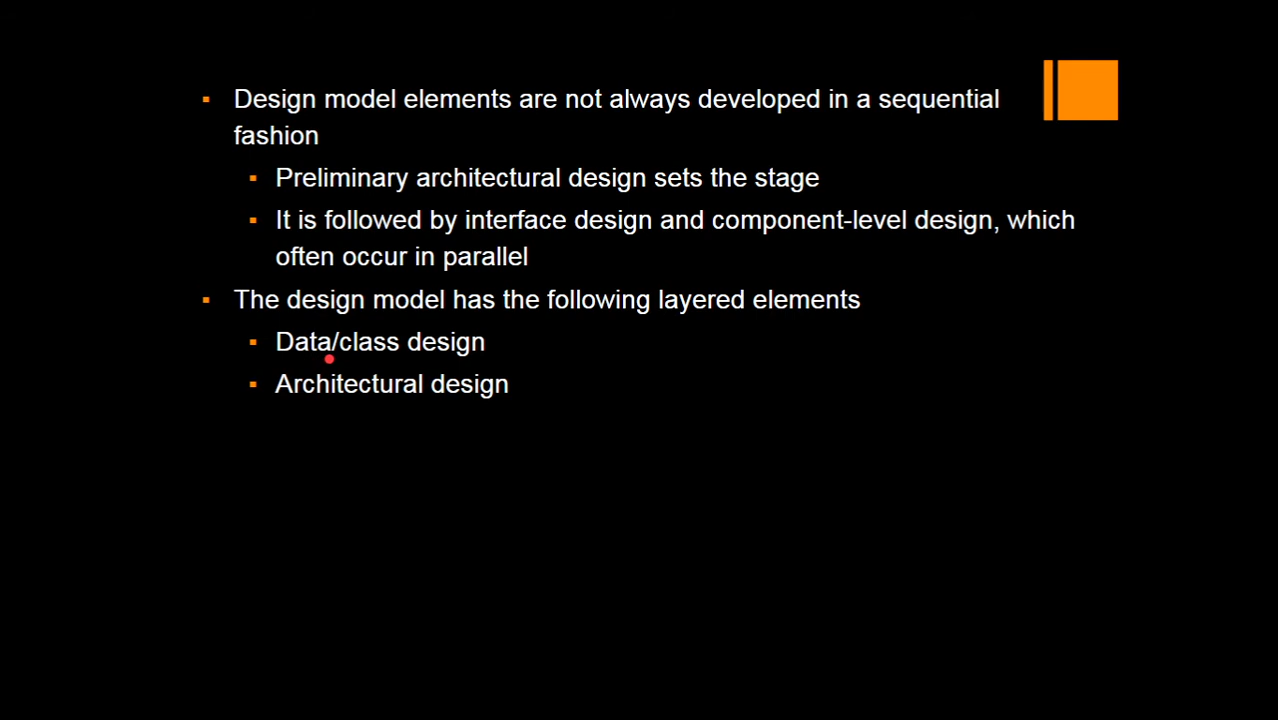 Design model elements are not always developed in a sequential
fashion
Preliminary architectural design sets the stage
It is followed by interface design and component-level design, which
often occur in parallel
The design model has the following layered elements
Data/class design
Architectural design